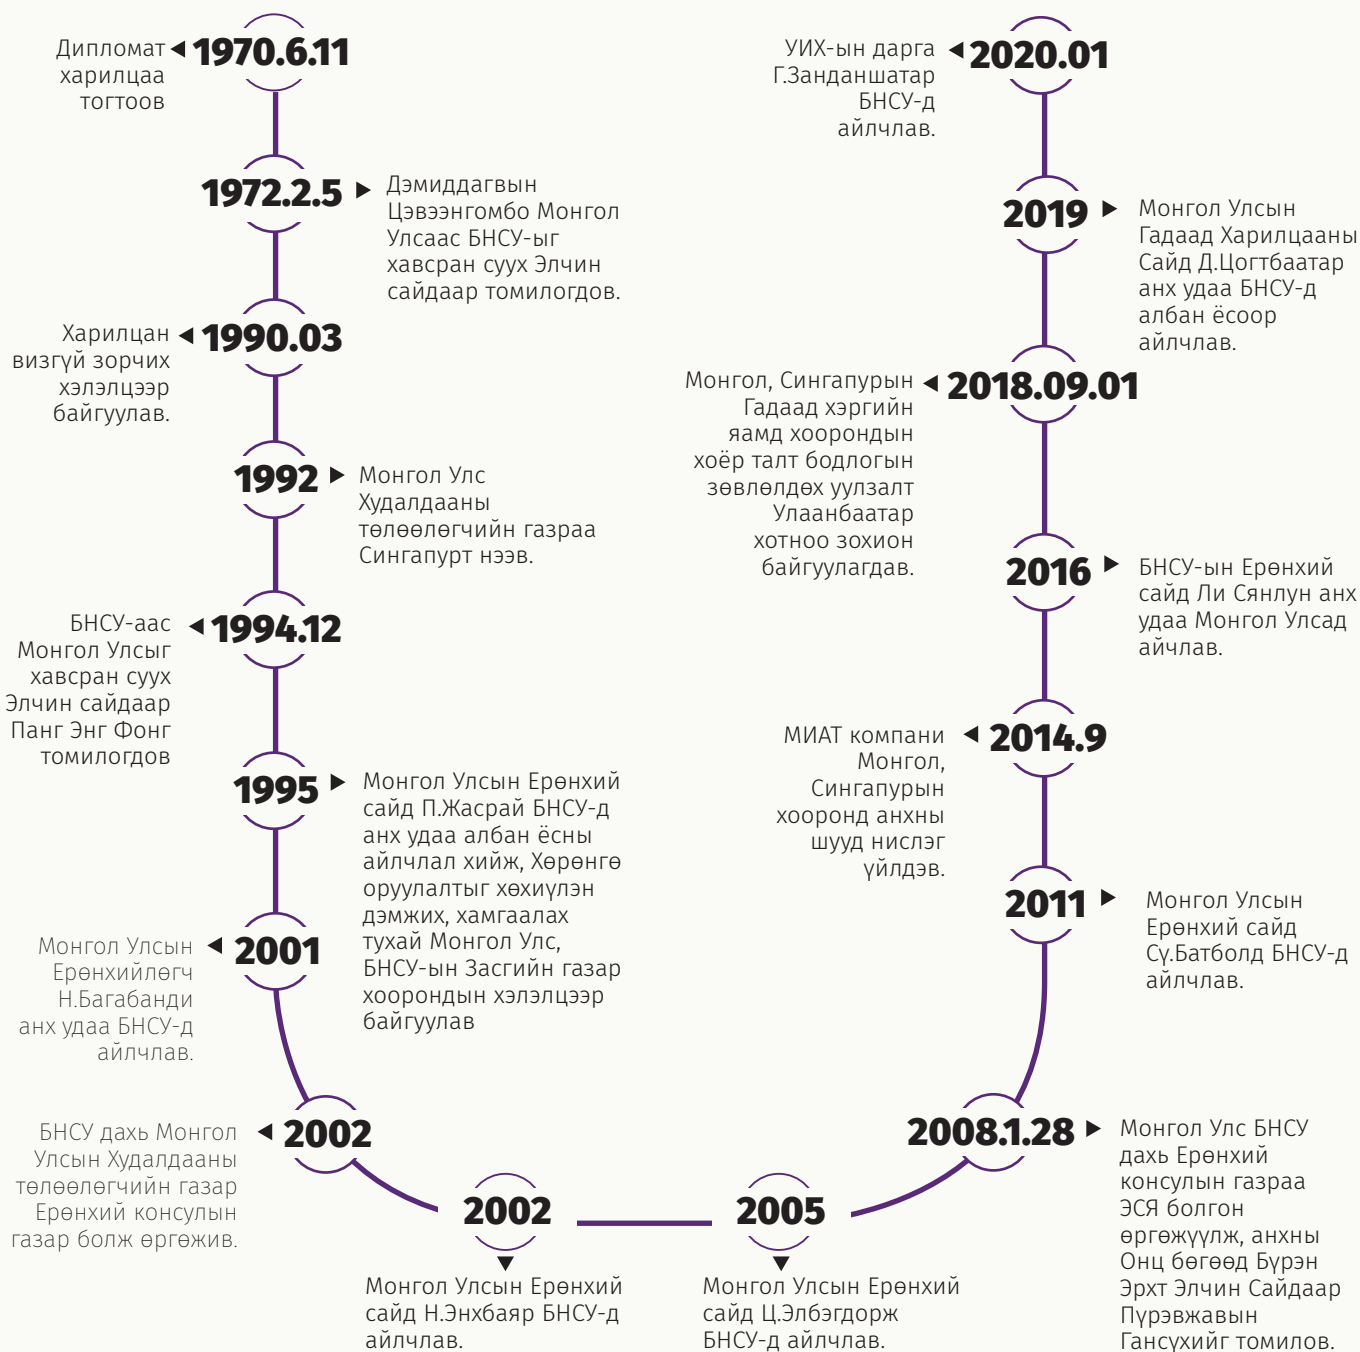 1970.6.11
Дипломат
харилцаа
тогтоов
1972.2.5
Дэмиддагвын
Цэвээнгомбо Монгол
Улсаас БНСУ-ыг
хавсран суух Элчин
сайдаар томилогдов.
1990.03
Харилцан
визгүй зорчих
хэлэлцээр
байгуулав.
1992
Монгол Улс
Худалдааны
төлөөлөгчийн газраа
Сингапурт нээв.
1994.12
БНСУ-аас
Монгол Улсыг
хавсран суух
Элчин сайдаар
Панг Энг Фонг
томилогдов
1995
Монгол Улсын Ерөнхий
сайд П.Жасрай БНСУ-д
анх удаа албан ёсны
айлчлал хийж, Хөрөнгө
оруулалтыг хөхиүлэн
дэмжих, хамгаалах
тухай Монгол Улс,
БНСУ-ын Засгийн газар
хоорондын хэлэлцээр
байгуулав
2001
Монгол Улсын
Ерөнхийлөгч
Н.Багабанди
анх удаа БНСУ-д
айлчлав.
2002
БНСУ дахь Монгол
Улсын Худалдааны
төлөөлөгчийн газар
Ерөнхий консулын
газар болж өргөжив.
2002
Монгол Улсын Ерөнхий
сайд Н.Энхбаяр БНСУ-д
айлчлав.
2005
Монгол Улсын Ерөнхий
сайд Ц.Элбэгдорж
БНСУ-д айлчлав.
2008.1.28
Монгол Улс БНСУ
дахь Ерөнхий
консулын газраа
ЭСЯ болгон
өргөжүүлж, анхны
Онц бөгөөд Бүрэн
Эрхт Элчин Сайдаар
Пүрэвжавын
Гансүхийг томилов.
2011
Монгол Улсын
Ерөнхий сайд
Сү.Батболд БНСУ-д
айлчлав.
2014.9
МИАТ компани
Монгол,
Сингапурын
хооронд анхны
шууд нислэг
үйлдэв.
2016
БНСУ-ын Ерөнхий
сайд Ли Сянлун анх
удаа Монгол Улсад
айчлав.
2018.09.01
Монгол, Сингапурын
Гадаад хэргийн
яамд хоорондын
хоёр талт бодлогын
зөвлөлдөх уулзалт
Улаанбаатар
хотноо зохион
байгуулагдав.
2019
Монгол Улсын
Гадаад Харилцааны
Сайд Д.Цогтбаатар
анх удаа БНСУ-д
албан ёсоор
айлчлав.
2020.01
УИХ-ын дарга
Г.Занданшатар
БНСУ-д
айлчлав.